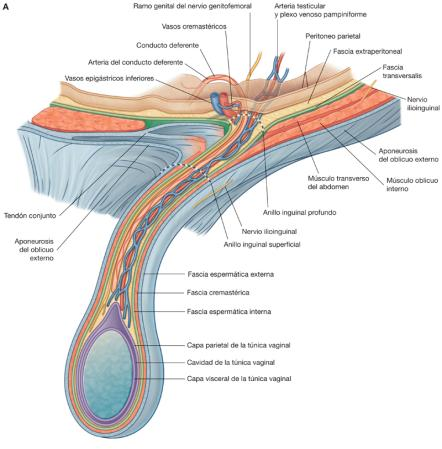 A
Ramo genital del nervio genitofemoral
Arteria testicular
y plexo venoso pampiniforme
Vasos cremastéricos
Peritoneo parietal
Conducto deferente
Fascia extraperitoneal
Arteria del conducto deferente
Fascia
transversalis
Vasos epigástricos inferiores
Nervio
ilioinguinal
Aponeurosis
del oblicuo externo
Músculo oblicuo
interno
Músculo transverso
del abdomen
Anillo inguinal profundo
Tendón conjunto
Nervio ilioinguinal
Aponeurosis
del oblicuo
externo
Anillo inguinal superficial
Fascia espermática externa
Fascia cremastérica
Fascia espermática interna
Capa parietal de la túnica vaginal
Cavidad de la túnica vaginal
Capa visceral de la túnica vaginal